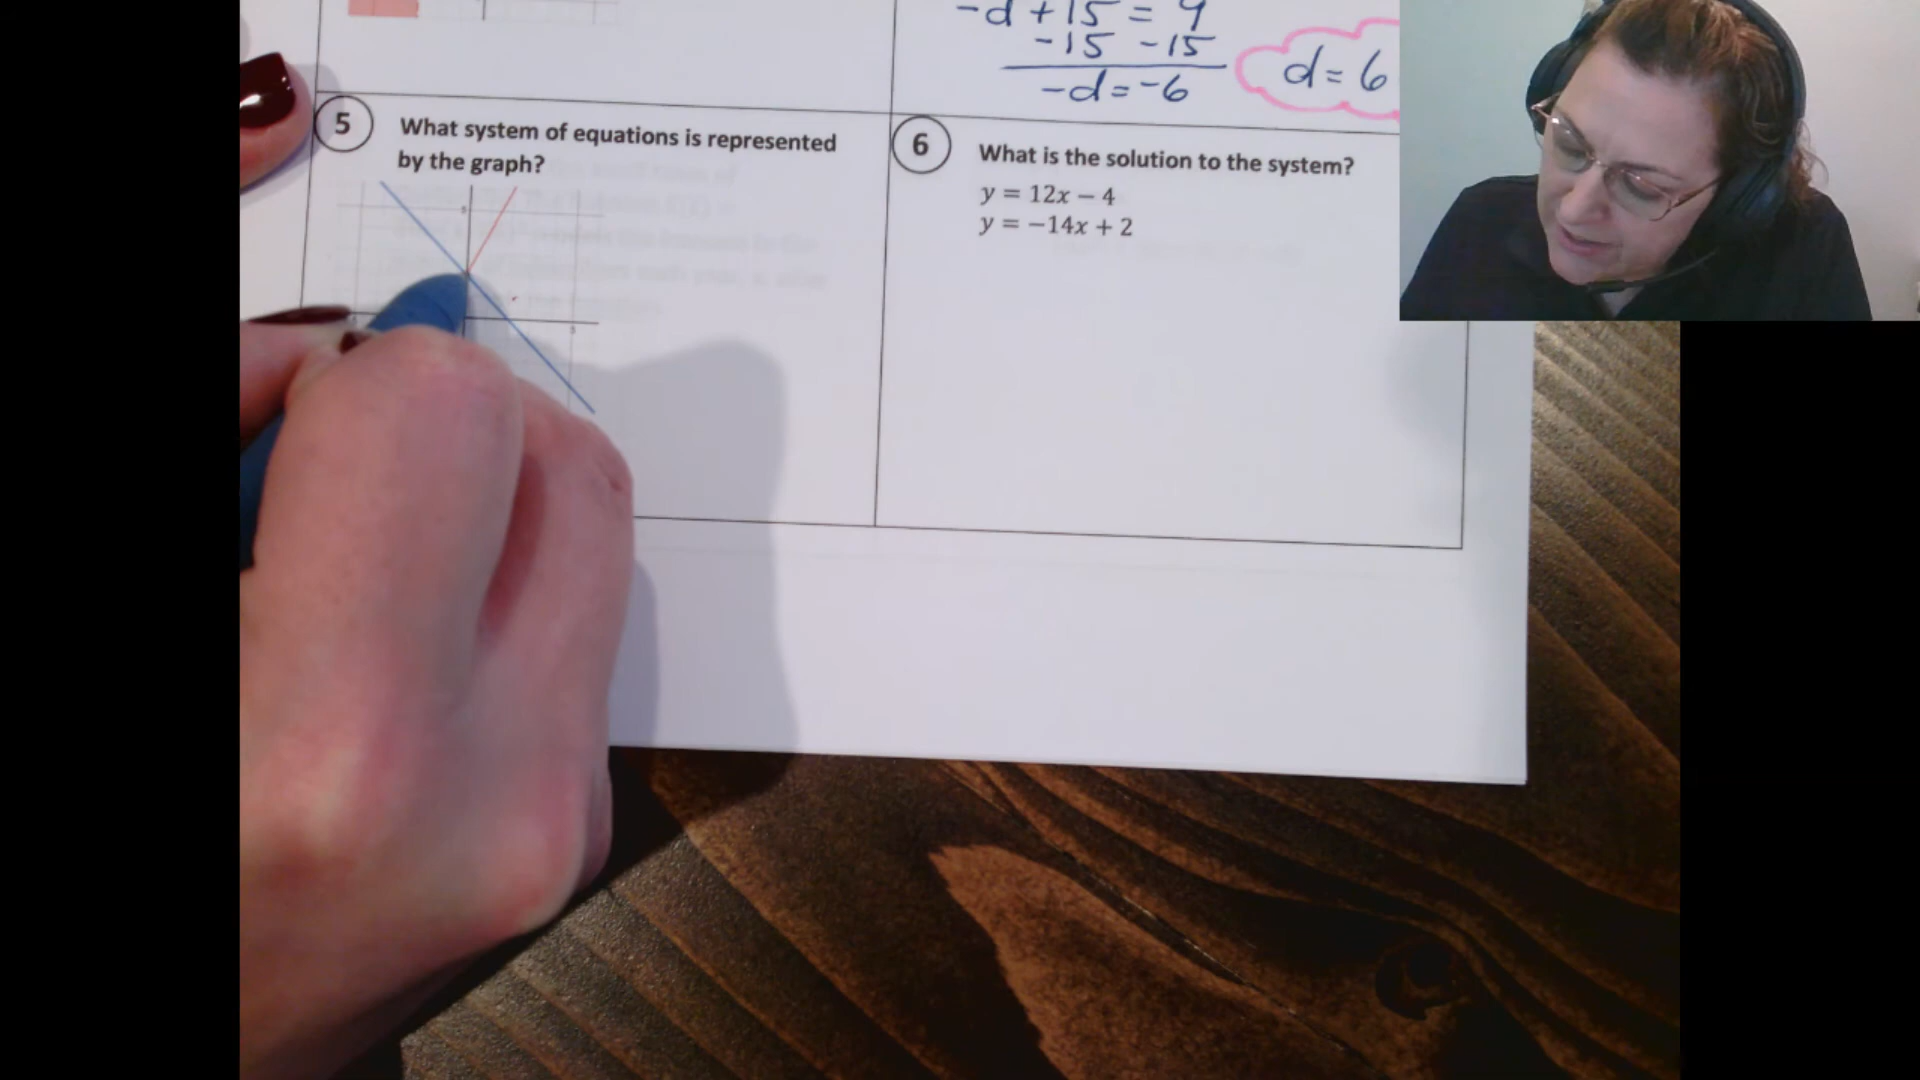 -d + 15 = 9
-15 -15
-d = -6
d = 6
5
What system of equations is represented
by the graph?
6
What is the solution to the system?
y = 12x − 4
y = −14x + 2